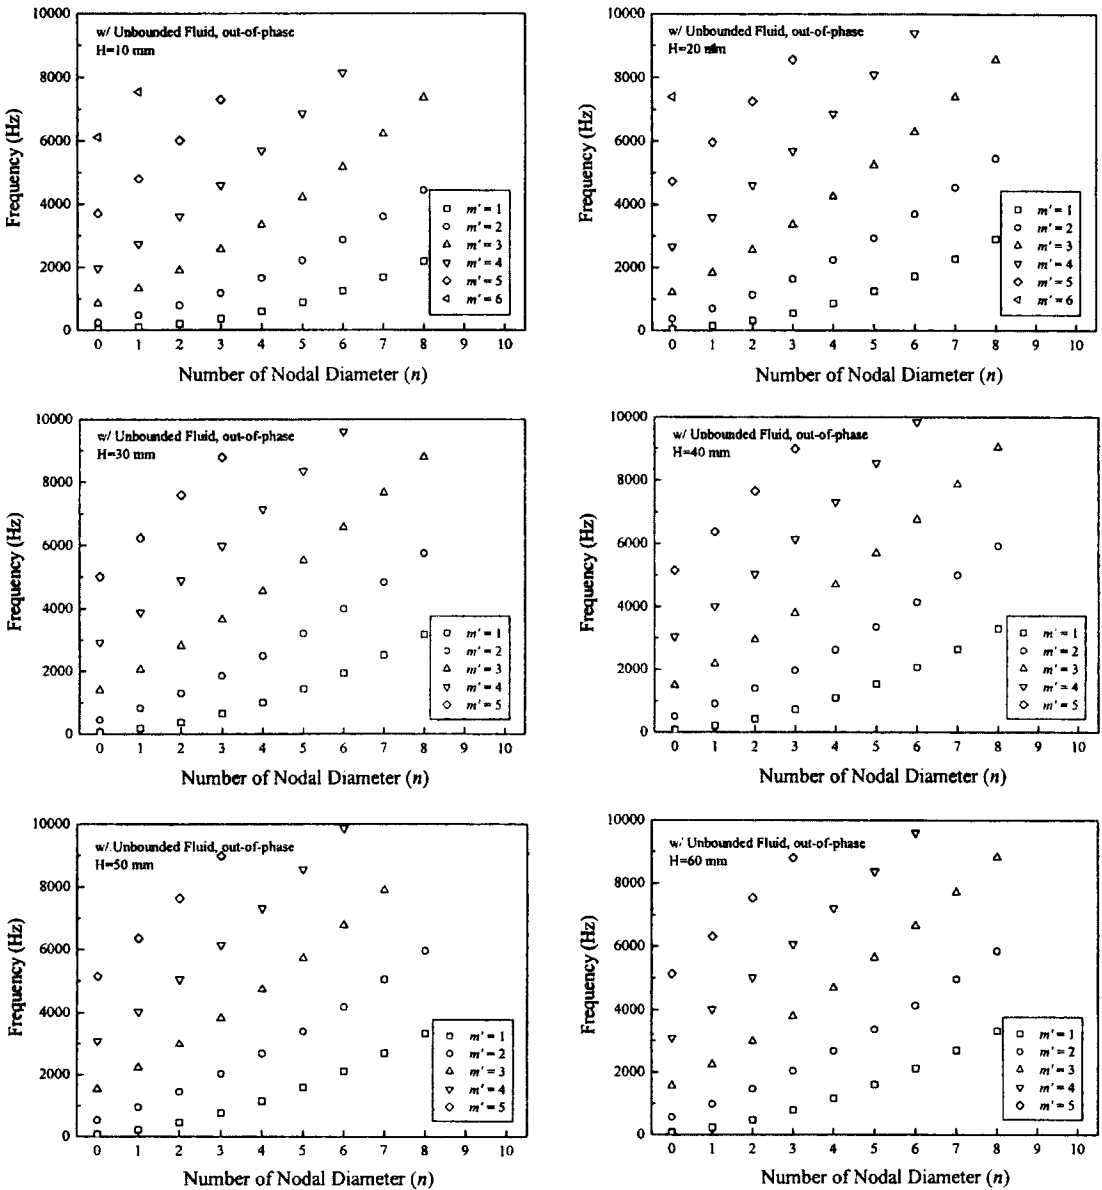 w/ Unbounded Fluid, out-of-phase
H=10 mm
Frequency (Hz)
10000
8000
6000
4000
2000
0
0 1 2 3 4 5 6 7 8 9 10
Number of Nodal Diameter (n)
m' = 1
m' = 2
m' = 3
m' = 4
m' = 5
m' = 6
w/ Unbounded Fluid, out-of-phase
H=20 mm
Frequency (Hz)
10000
8000
6000
4000
2000
0
0 1 2 3 4 5 6 7 8 9 10
Number of Nodal Diameter (n)
m' = 1
m' = 2
m' = 3
m' = 4
m' = 5
m' = 6
w/ Unbounded Fluid, out-of-phase
H=30 mm
Frequency (Hz)
10000
8000
6000
4000
2000
0
0 1 2 3 4 5 6 7 8 9 10
Number of Nodal Diameter (n)
m' = 1
m' = 2
m' = 3
m' = 4
m' = 5
w/ Unbounded Fluid, out-of-phase
H=40 mm
Frequency (Hz)
10000
8000
6000
4000
2000
0
0 1 2 3 4 5 6 7 8 9 10
Number of Nodal Diameter (n)
m' = 1
m' = 2
m' = 3
m' = 4
m' = 5
w/ Unbounded Fluid, out-of-phase
H=50 mm
Frequency (Hz)
10000
8000
6000
4000
2000
0
0 1 2 3 4 5 6 7 8 9 10
Number of Nodal Diameter (n)
m' = 1
m' = 2
m' = 3
m' = 4
m' = 5
w/ Unbounded Fluid, out-of-phase
H=60 mm
Frequency (Hz)
10000
8000
6000
4000
2000
0
0 1 2 3 4 5 6 7 8 9 10
Number of Nodal Diameter (n)
m' = 1
m' = 2
m' = 3
m' = 4
m' = 5